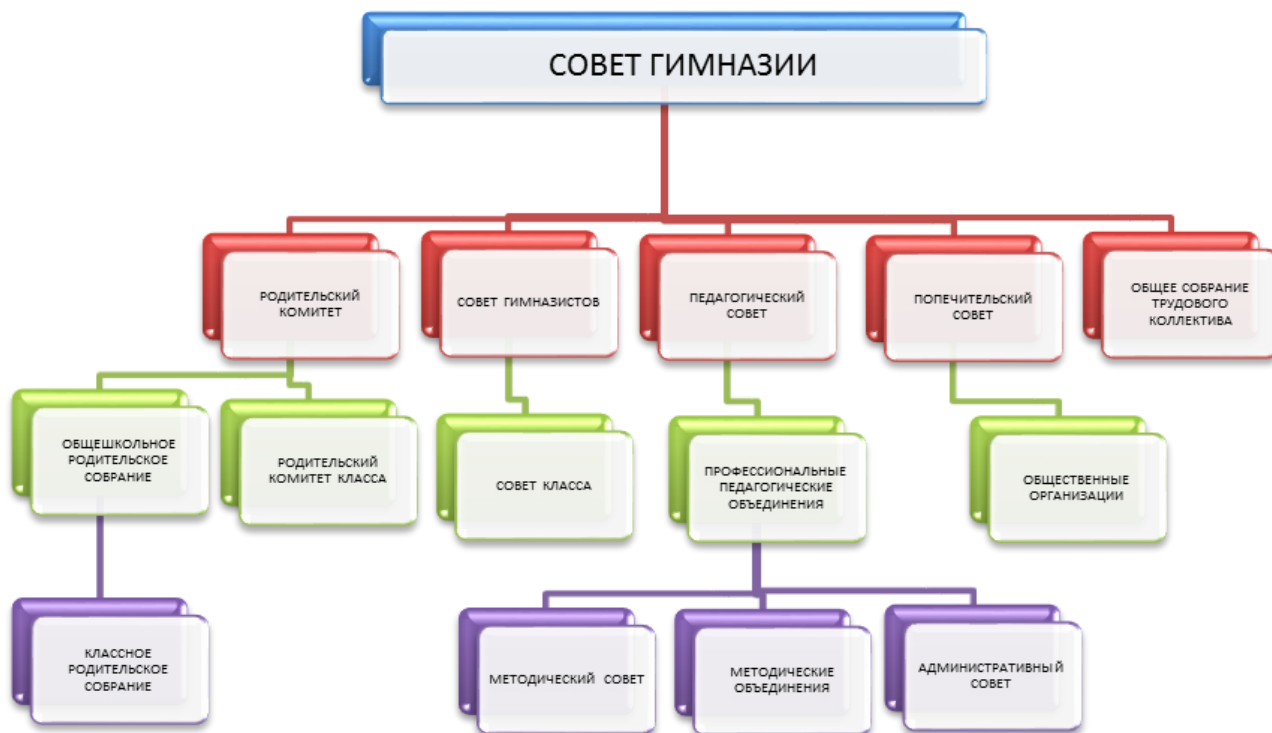 СОВЕТ ГИМНАЗИИ
РОДИТЕЛЬСКИЙ
КОМИТЕТ
СОВЕТ ГИМНАЗИСТОВ
ПЕДАГОГИЧЕСКИЙ
СОВЕТ
ПОПЕЧИТЕЛЬСКИЙ
СОВЕТ
ОБЩЕЕ СОБРАНИЕ
ТРУДОВОГО
КОЛЛЕКТИВА
ОБЩЕШКОЛЬНОЕ
РОДИТЕЛЬСКОЕ
СОБРАНИЕ
РОДИТЕЛЬСКИЙ
КОМИТЕТ КЛАССА
СОВЕТ КЛАССА
ПРОФЕССИОНАЛЬНЫЕ
ПЕДАГОГИЧЕСКИЕ
ОБЪЕДИНЕНИЯ
ОБЩЕСТВЕННЫЕ
ОРГАНИЗАЦИИ
КЛАССНОЕ
РОДИТЕЛЬСКОЕ
СОБРАНИЕ
МЕТОДИЧЕСКИЙ СОВЕТ
МЕТОДИЧЕСКИЕ
ОБЪЕДИНЕНИЯ
АДМИНИСТРАТИВНЫЙ
СОВЕТ